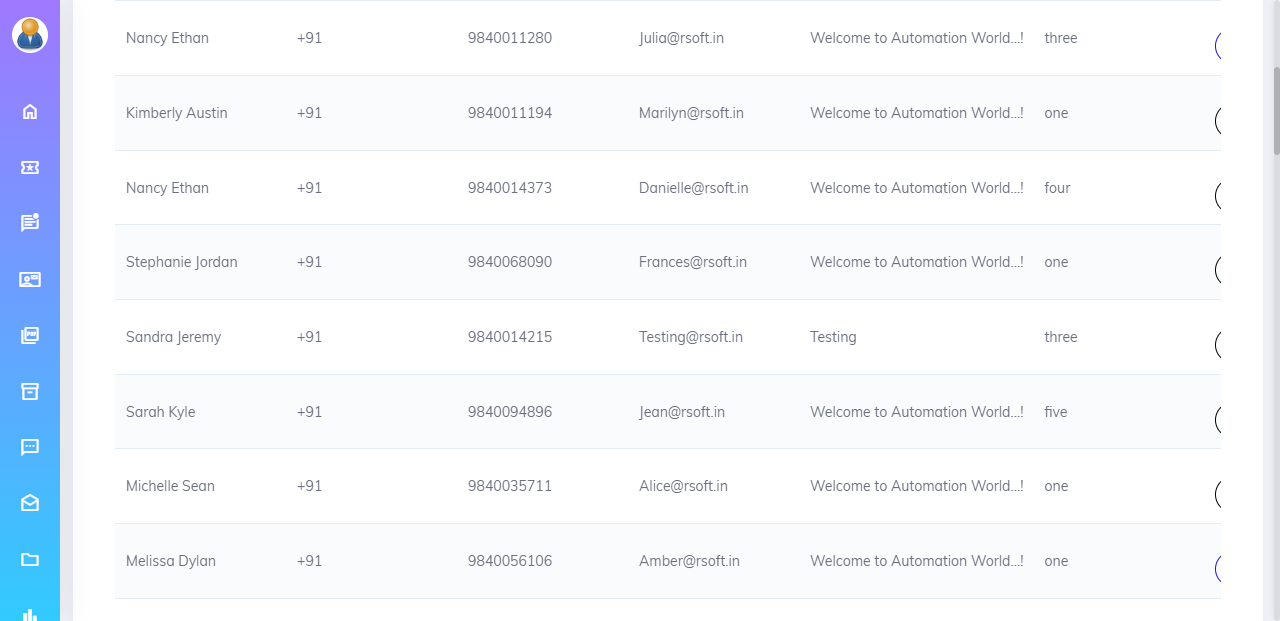 Nancy Ethan +91 9840011280 Julia@rsoft.in Welcome to Automation World...! three
Kimberly Austin +91 9840011194 Marilyn@rsoft.in Welcome to Automation World...! one
Nancy Ethan +91 9840014373 Danielle@rsoft.in Welcome to Automation World...! four
Stephanie Jordan +91 9840068090 Frances@rsoft.in Welcome to Automation World...! one
Sandra Jeremy +91 9840014215 Testing@rsoft.in Testing three
Sarah Kyle +91 9840094896 Jean@rsoft.in Welcome to Automation World...! five
Michelle Sean +91 9840035711 Alice@rsoft.in Welcome to Automation World...! one
Melissa Dylan +91 9840056106 Amber@rsoft.in Welcome to Automation World...! one